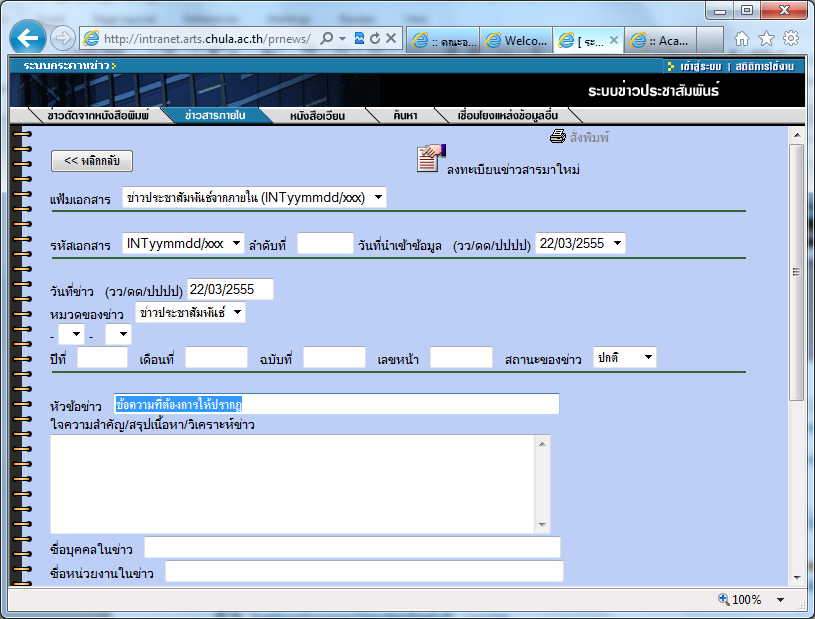 http://intranet.arts.chula.ac.th/prnews/
:: คณะอ...
Welco...
[ ระ...
:: Aca...
ระบบกระดานข่าว>
เข้าสู่ระบบ | สถิติการใช้งาน
ระบบข่าวประชาสัมพันธ์
ข่าวตัดจากหนังสือพิมพ์ ข่าวสารภายใน หนังสือเวียน ค้นหา เชื่อมโยงแหล่งข้อมูลอื่น
สั่งพิมพ์
<< พลิกกลับ
ลงทะเบียนข่าวสารมาใหม่
แฟ้มเอกสาร ข่าวประชาสัมพันธ์จากภายใน (INTyymmdd/xxx)
รหัสเอกสาร INTyymmdd/xxx ลำดับที่ วันที่นำเข้าข้อมูล (วว/ดด/ปปปป) 22/03/2555
วันที่ข่าว (วว/ดด/ปปปป) 22/03/2555
หมวดของข่าว ข่าวประชาสัมพันธ์
- -
ปีที่ เดือนที่ ฉบับที่ เลขหน้า สถานะของข่าว ปกติ
หัวข้อข่าว ข้อความที่ต้องการให้ปรากฏ
ใจความสำคัญ/สรุปเนื้อหา/วิเคราะห์ข่าว
ชื่อบุคคลในข่าว
ชื่อหน่วยงานในข่าว
100%